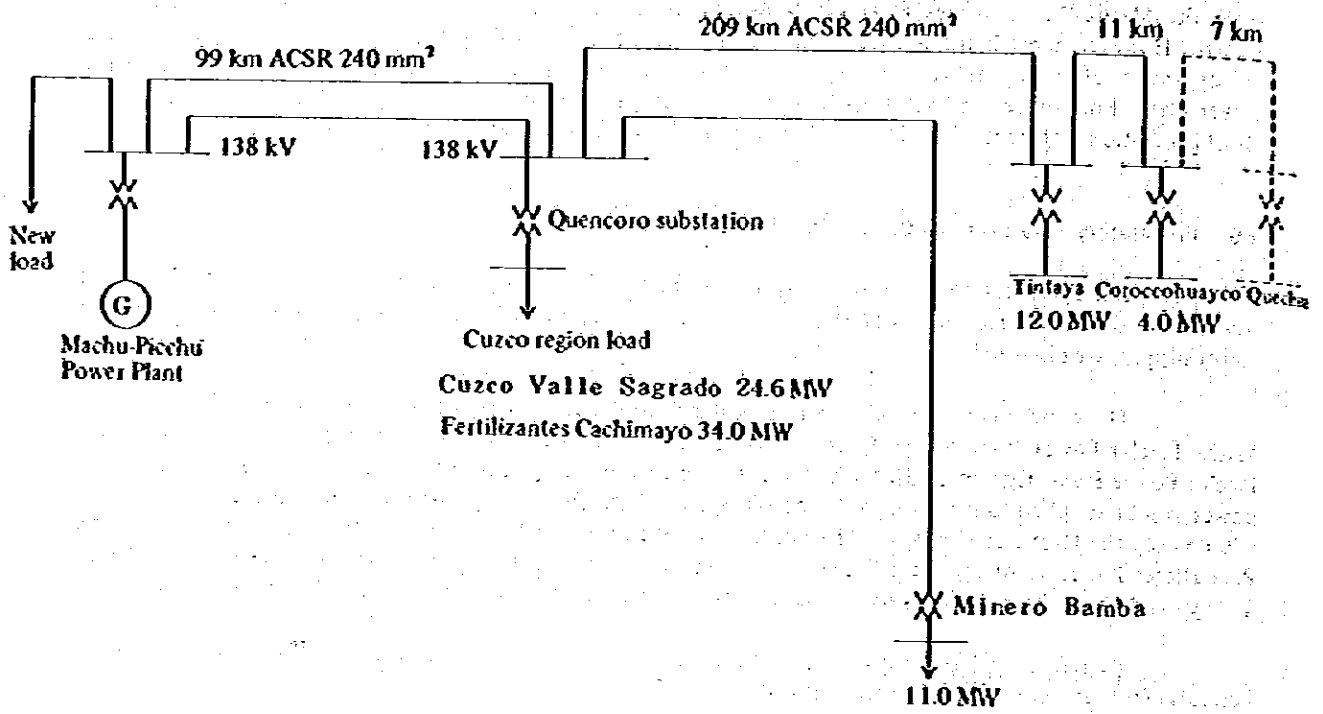 209 km ACSR 240 mm²
11 km
7 km
99 km ACSR 240 mm²
138 kV
138 kV
New
load
Quencoro substation
G
Machu-Picchu
Power Plant
Tintaya
Coroccohuayco
Quecha
12.0 MW
4.0 MW
Cuzco region load
Cuzco Valle Sagrado 24.6 MW
Fertilizantes Cachimayo 34.0 MW
Minero Bamba
11.0 MW